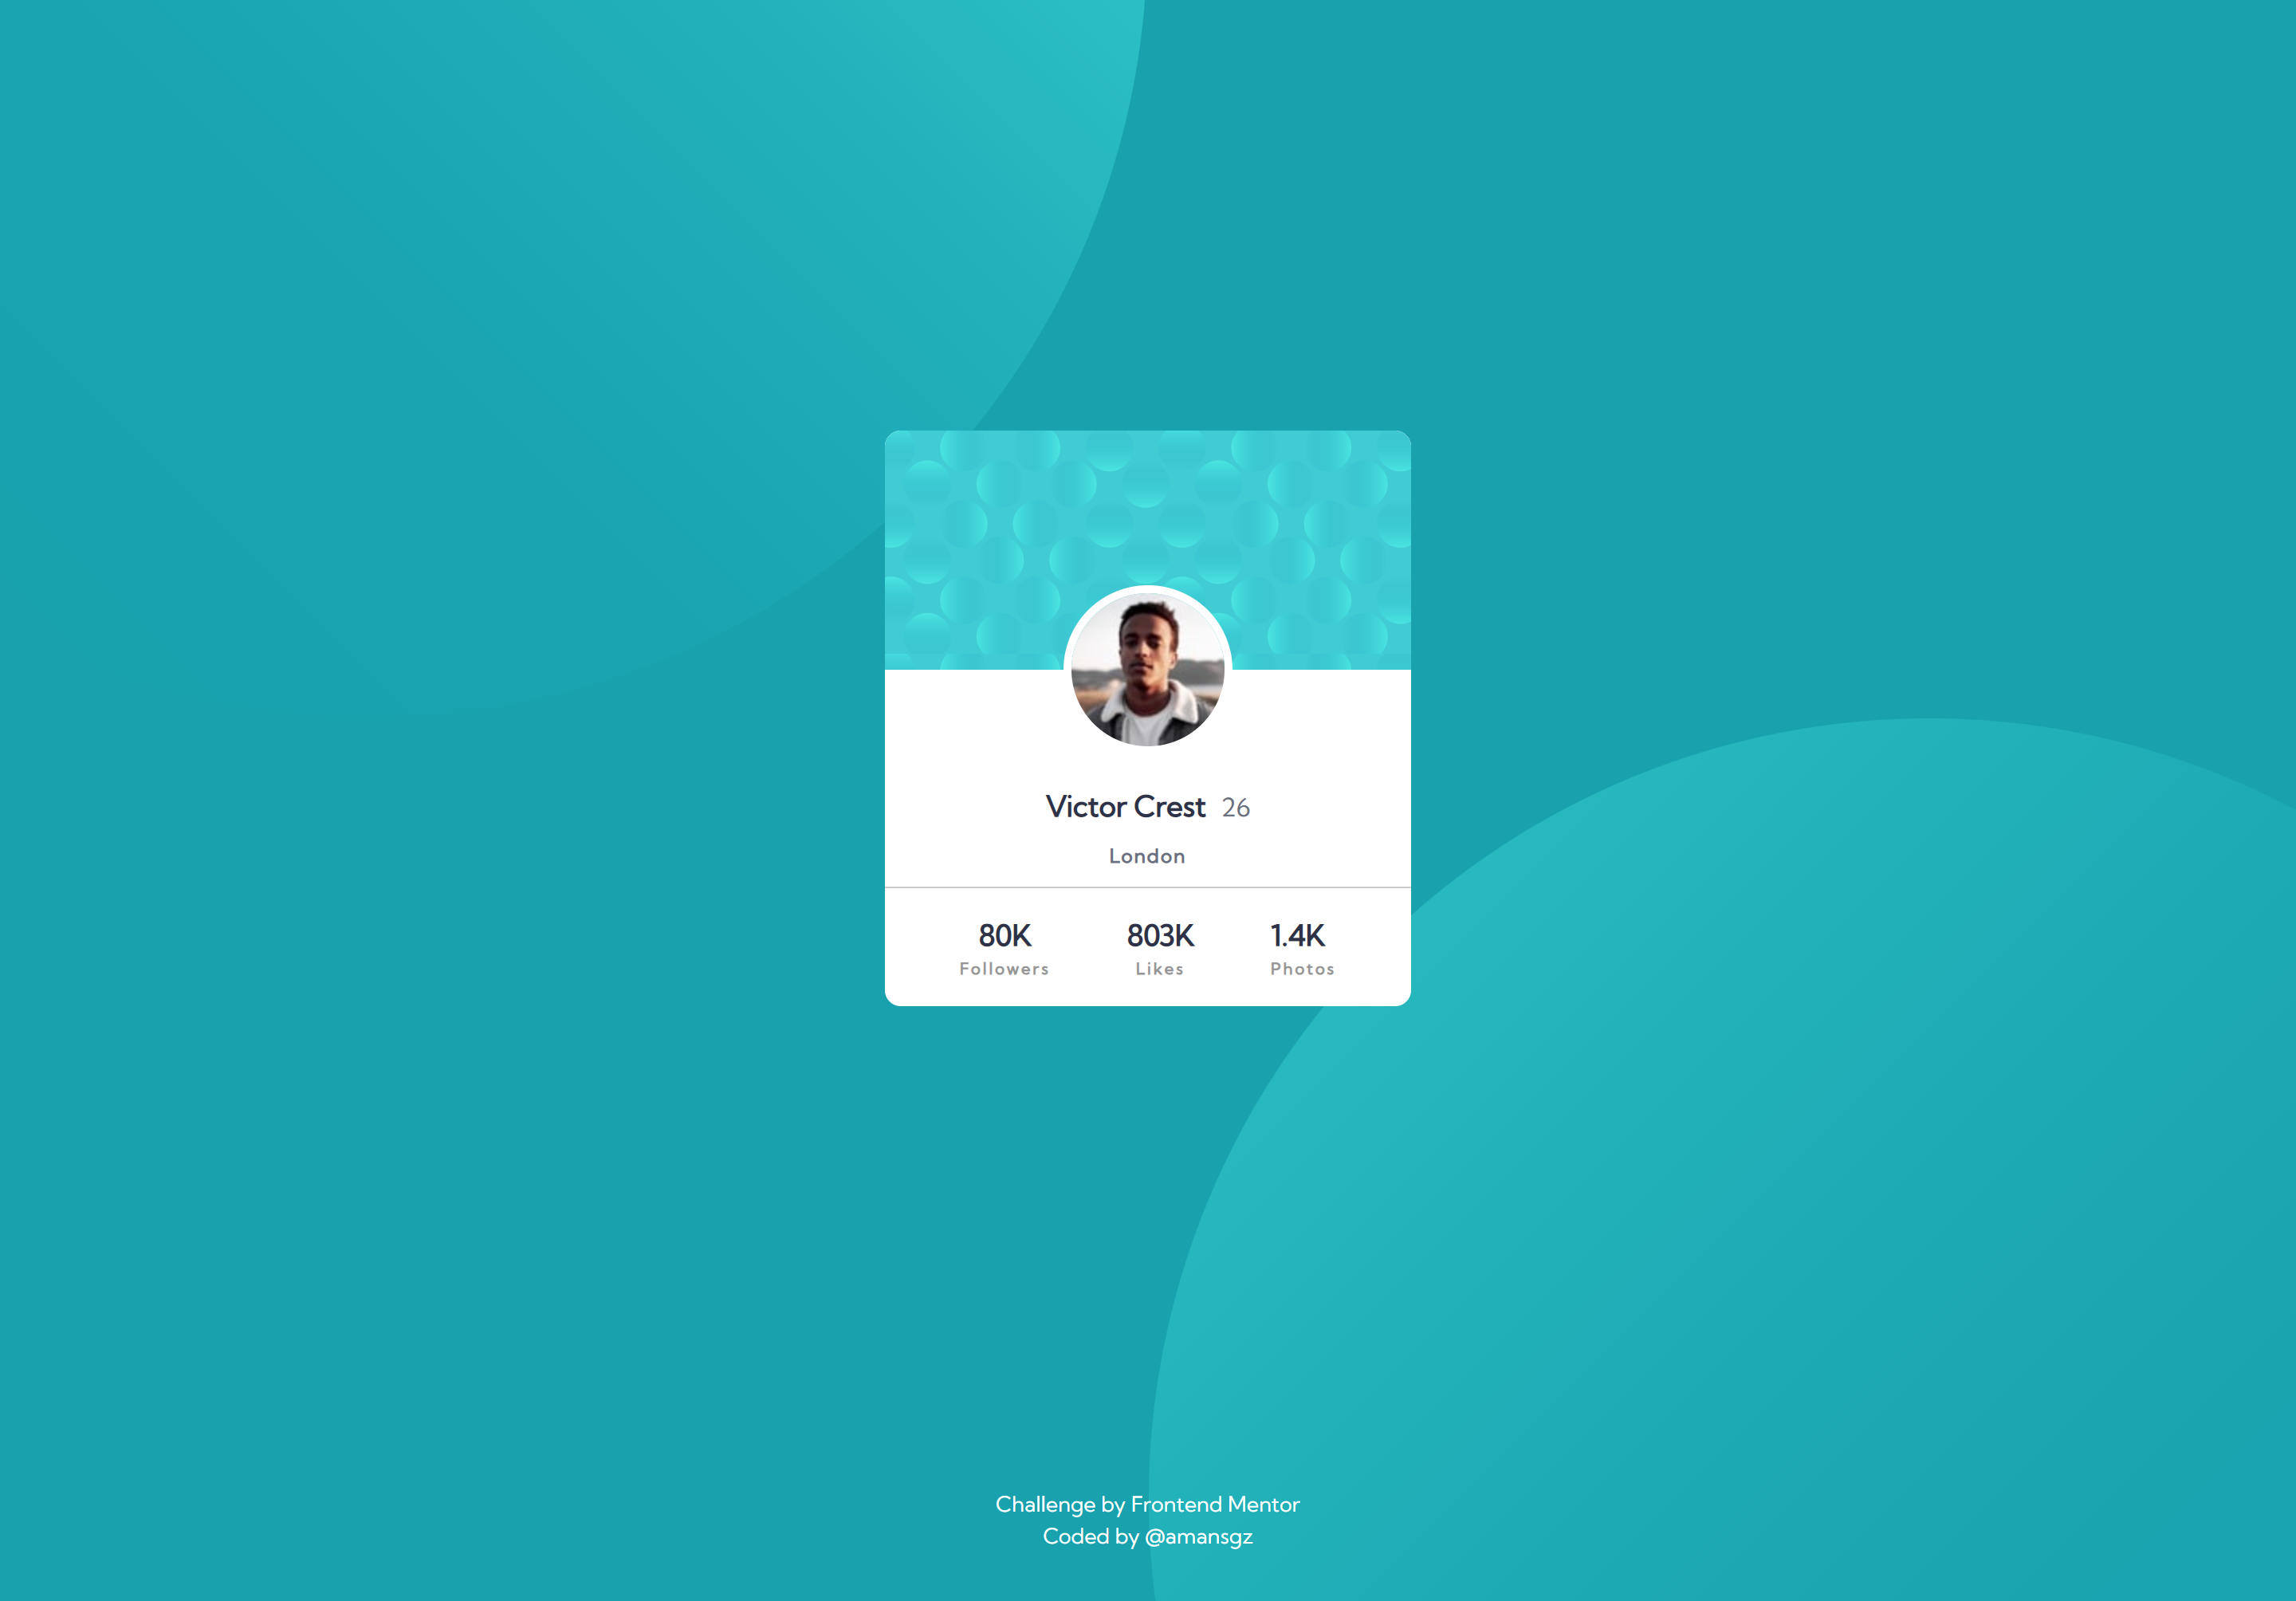 Victor Crest 26
London
80K 803K 1.4K
Followers Likes Photos
Challenge by Frontend Mentor
Coded by @amansgz